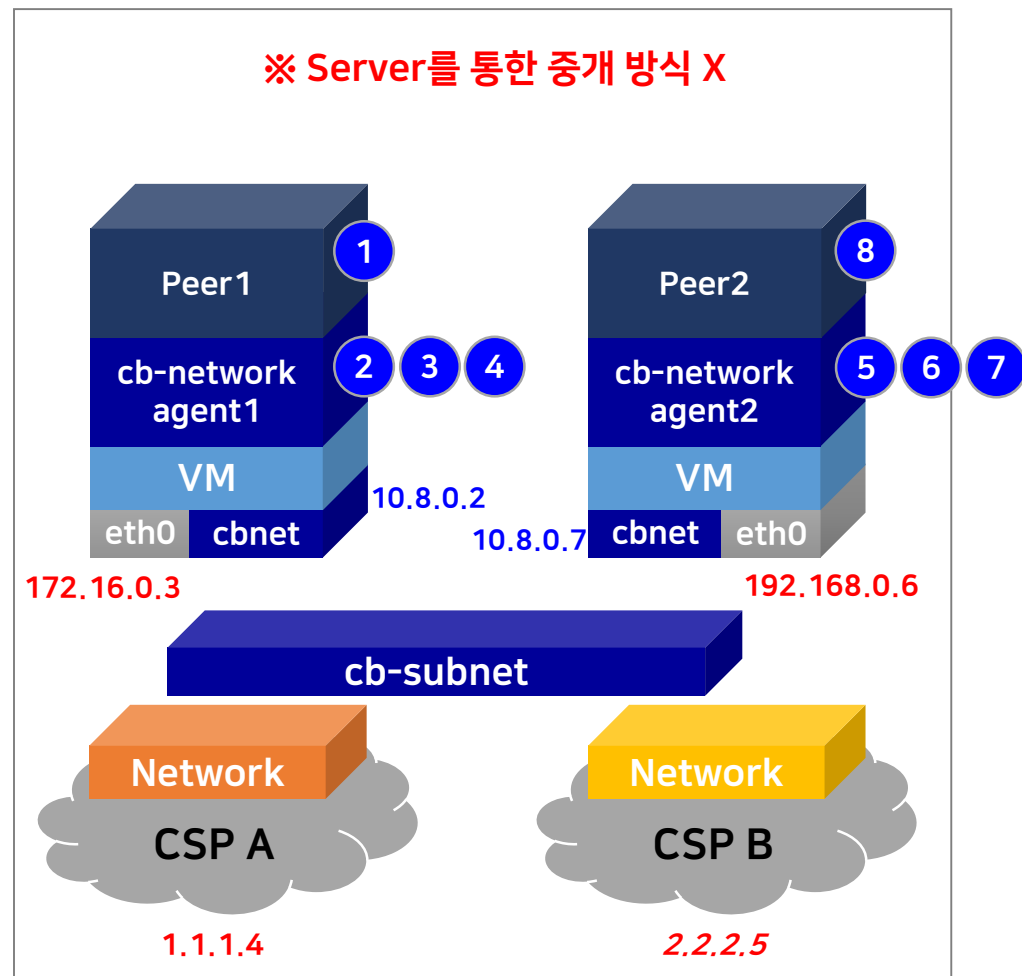 ※ Server를 통한 중개 방식 X
1
8
Peer1
Peer2
2 3 4
5 6 7
cb-network
agent1
cb-network
agent2
VM
VM
10.8.0.2
eth0
cbnet
10.8.0.7
cbnet
eth0
172.16.0.3
192.168.0.6
cb-subnet
Network
Network
CSP A
CSP B
1.1.1.4
2.2.2.5